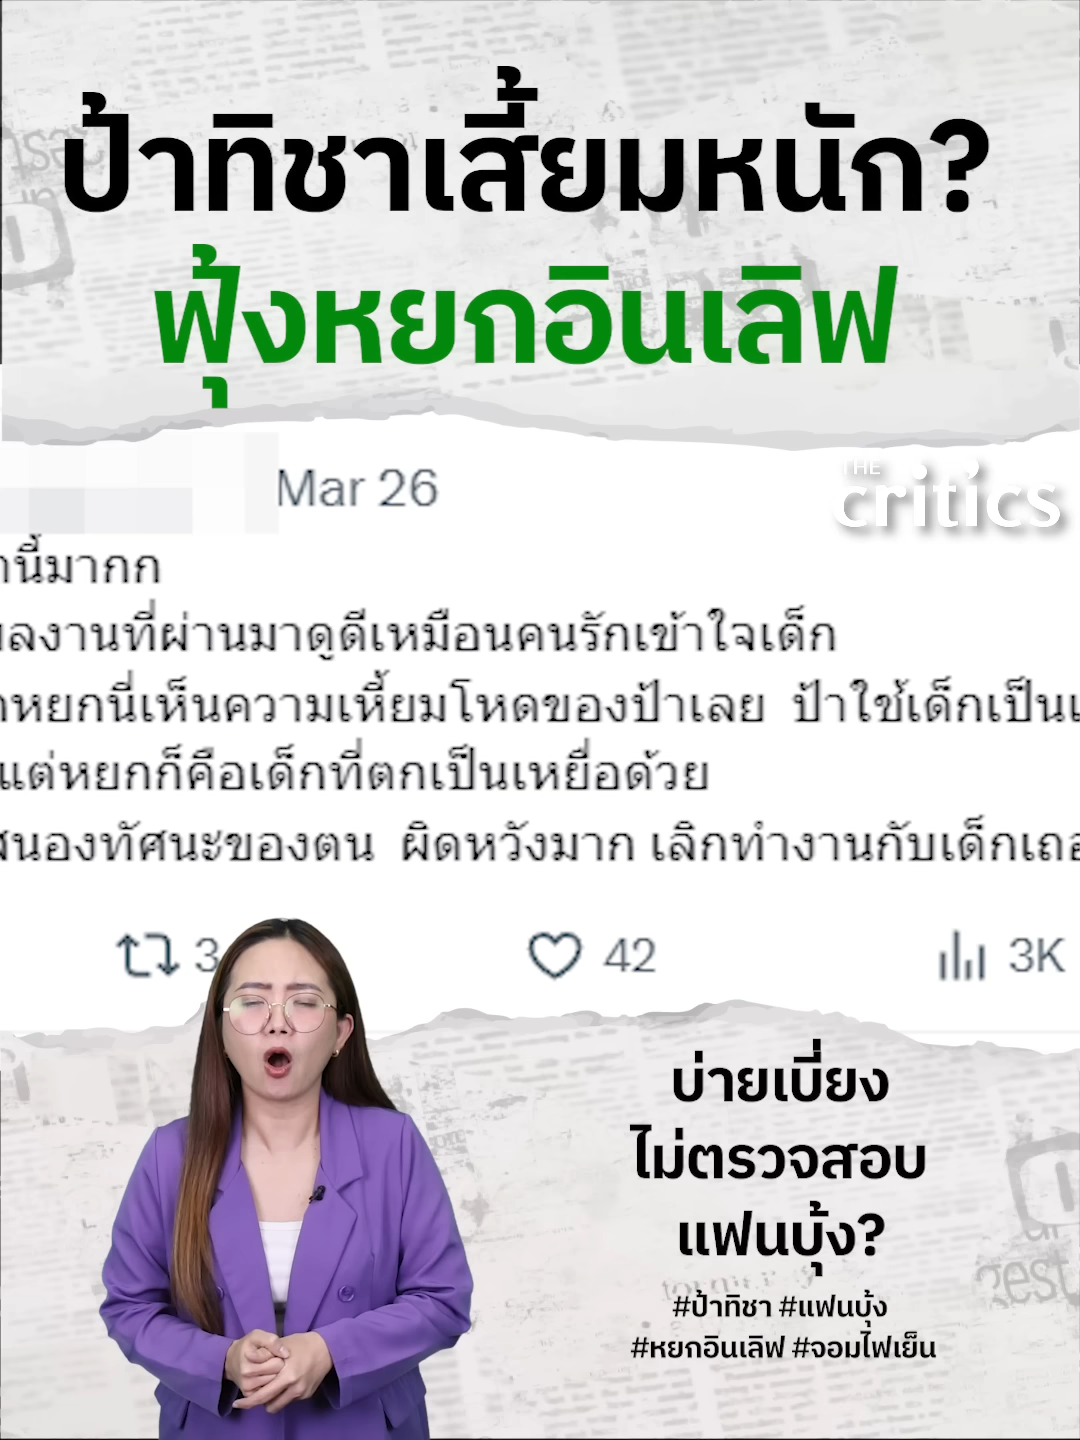 ป้าทิชาเสี้ยมหนัก?
ฟุ้งหยกอินเลิฟ
Mar 26
THE
critics
านี้มากก
ลงานที่ผ่านมาดูดีเหมือนคนรักเข้าใจเด็ก
หยกนี่เห็นความเหี้ยมโหดของป้าเลย ป้าใช้เด็กเป็น
แต่หยกก็คือเด็กที่ตกเป็นเหยื่อด้วย
สนองทัศนะของตน ผิดหวังมาก เลิกทำงานกับเด็กเถอ
3
42
3K
บ่ายเบี่ยง
ไม่ตรวจสอบ
แฟนบุ้ง?
#ป้าทิชา #แฟนบุ้ง
#หยกอินเลิฟ #จอมไฟเย็น